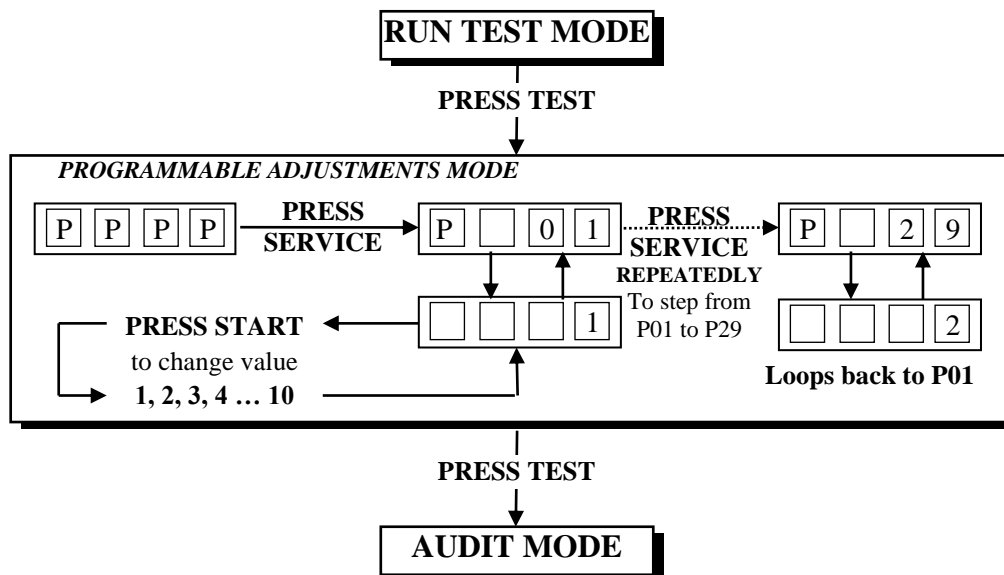 RUN TEST MODE
PRESS TEST
PROGRAMMABLE ADJUSTMENTS MODE
P P P P
PRESS
SERVICE
P 0 1
PRESS
SERVICE
REPEATEDLY
To step from
P01 to P29
P 2 9
PRESS START
to change value
1, 2, 3, 4 … 10
1
2
Loops back to P01
PRESS TEST
AUDIT MODE